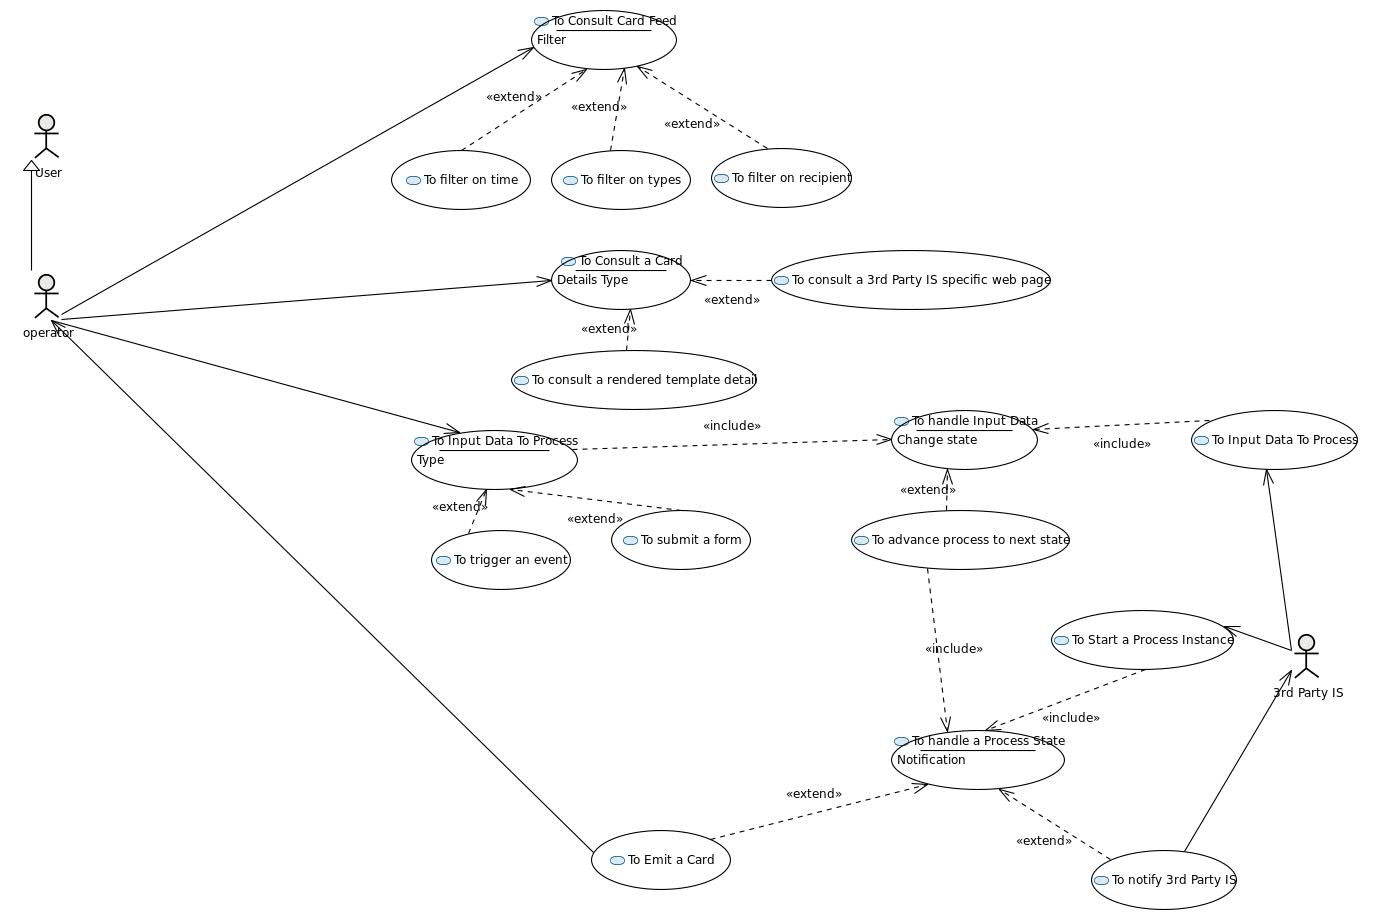 To Consult Card Feed
Filter
«extend»
«extend»
«extend»
User
To filter on time
To filter on types
To filter on recipient
To Consult a Card
Details Type
To consult a 3rd Party IS specific web page
«extend»
operator
«extend»
To consult a rendered template detail
To handle Input Data
Change state
«include»
To Input Data To Process
Type
«include»
To Input Data To Process
«extend»
«extend»
«extend»
To submit a form
To advance process to next state
To trigger an event
To Start a Process Instance
«include»
3rd Party IS
«include»
To handle a Process State
Notification
«extend»
«extend»
To Emit a Card
To notify 3rd Party IS